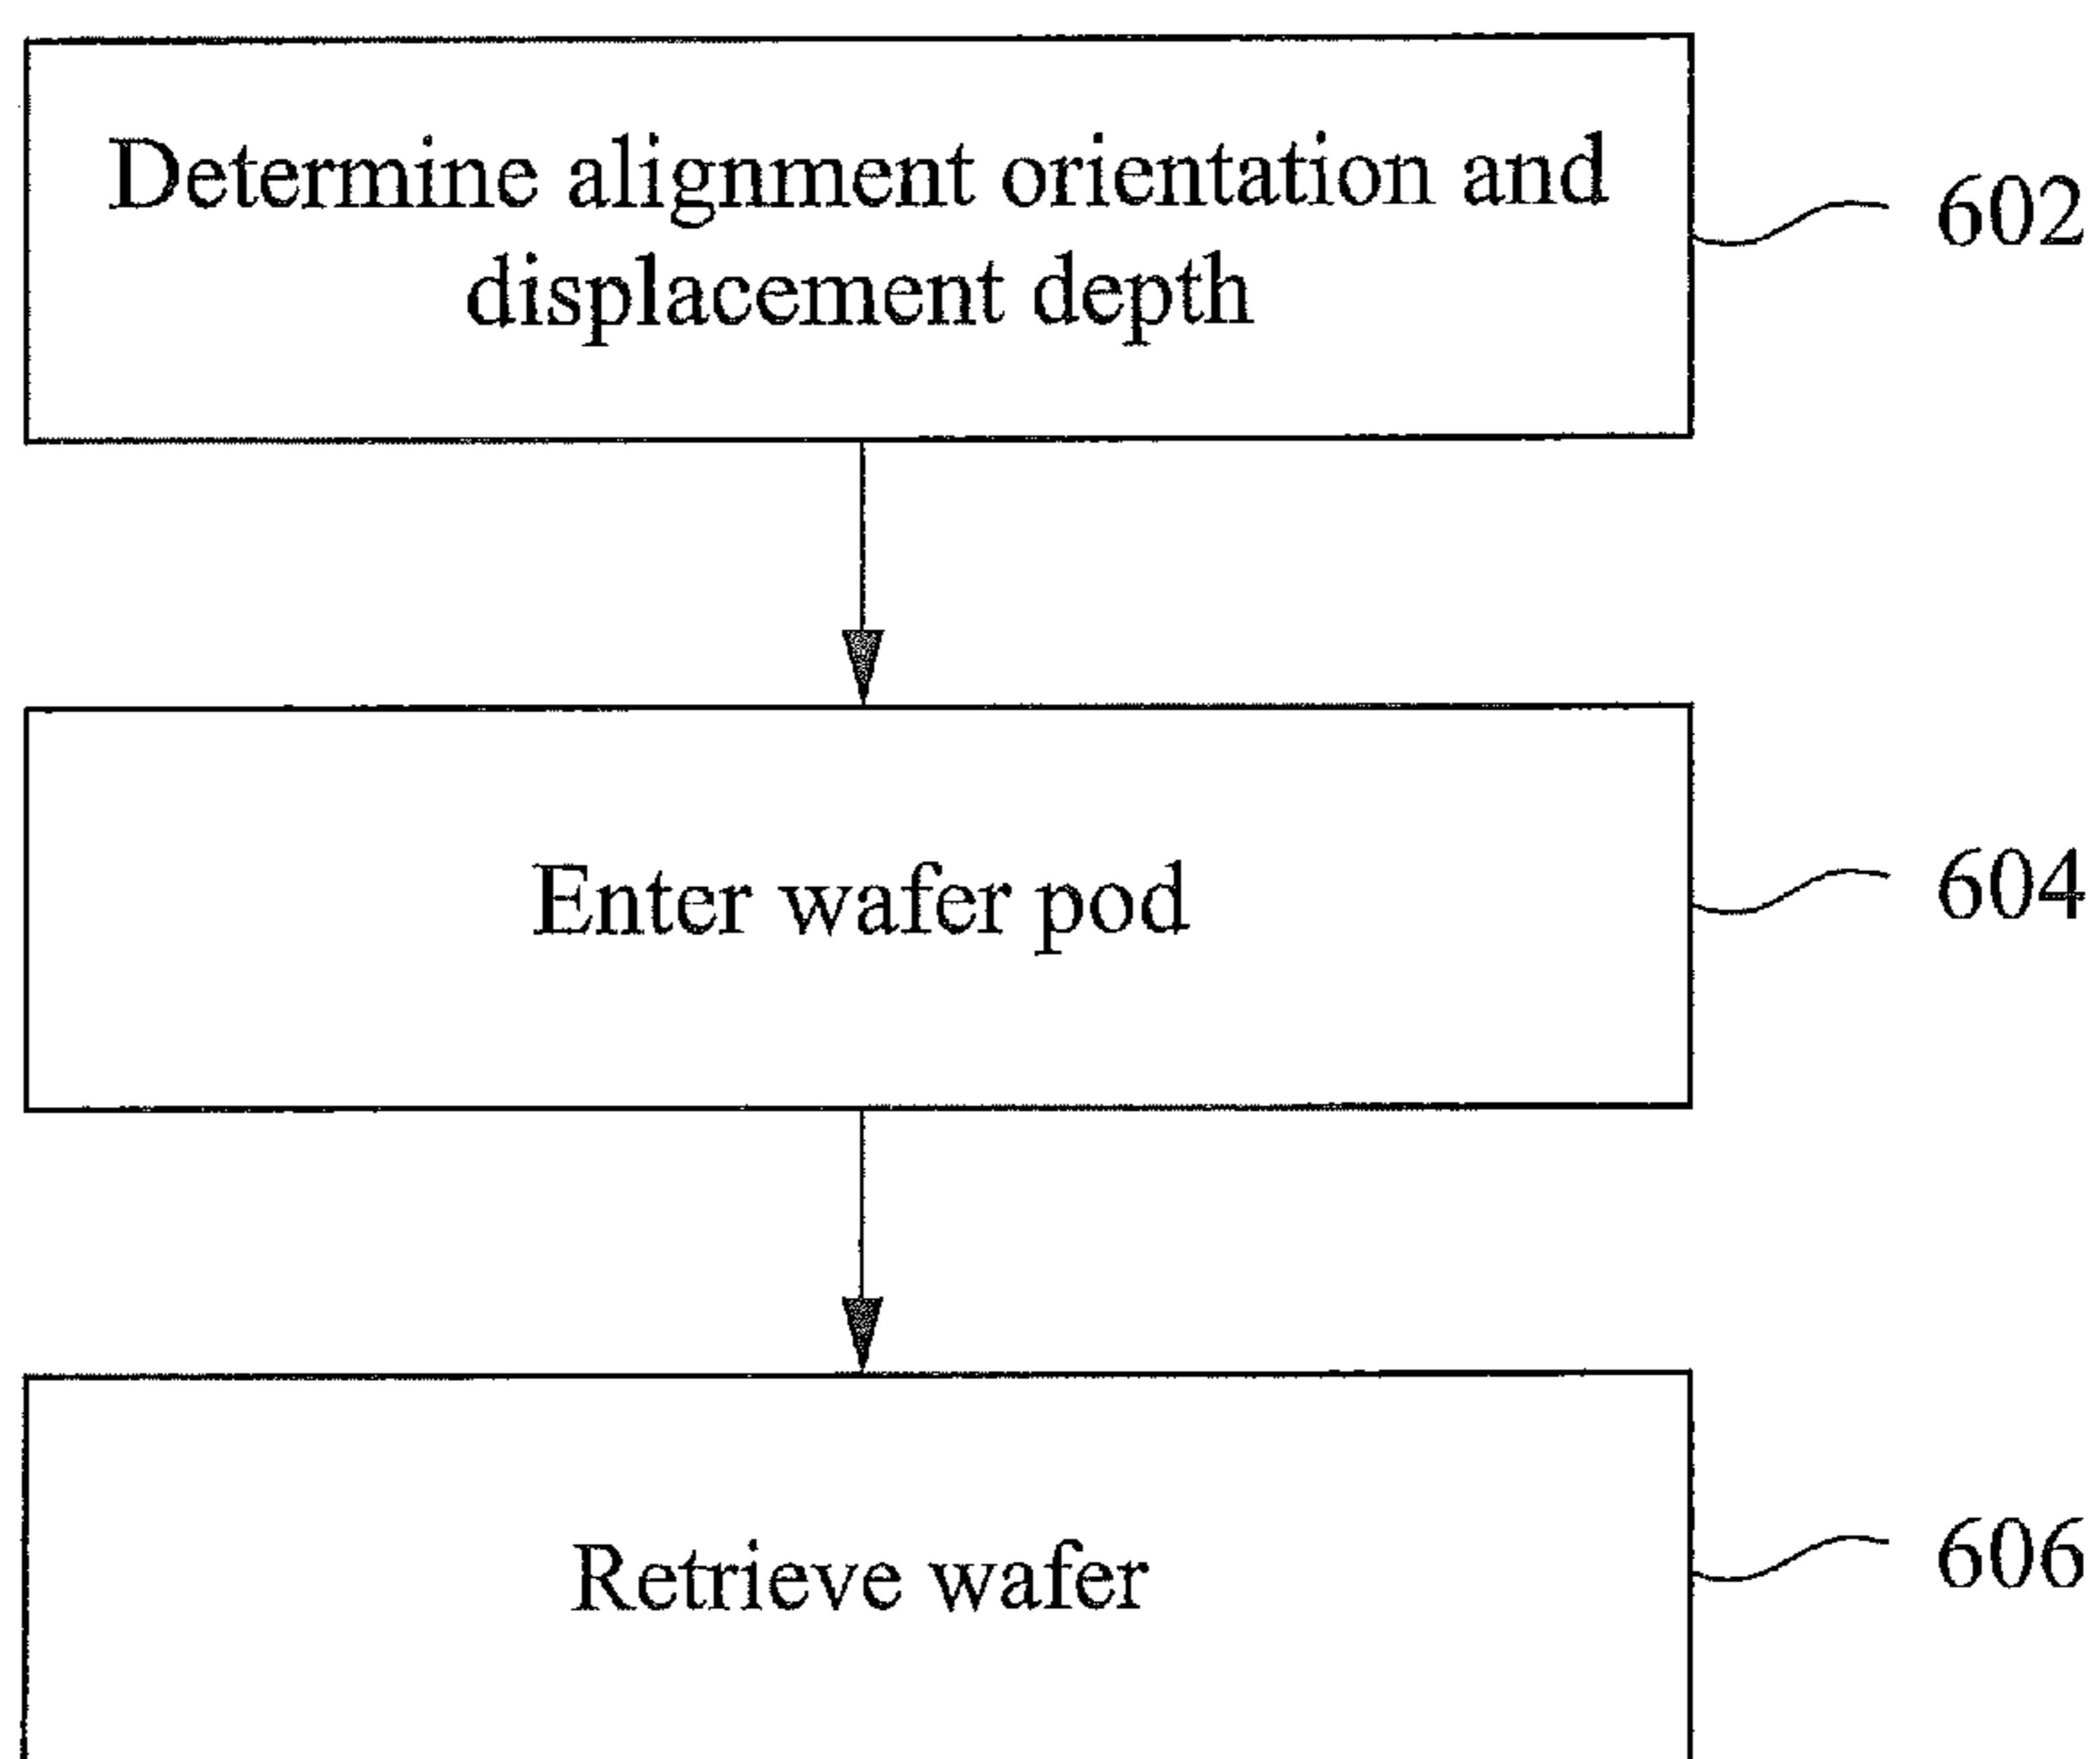 Determine alignment orientation and
displacement depth
602
Enter wafer pod
604
Retrieve wafer
606